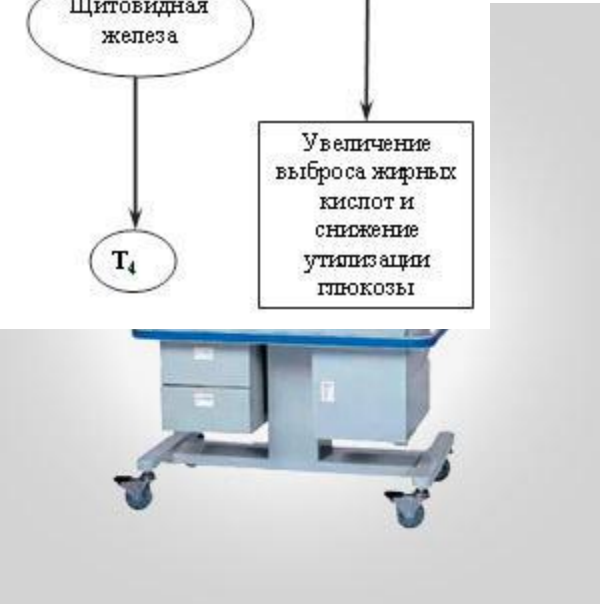 Щитовидная
железа
T4
Увеличение
выброса жирных
кислот и
снижение
утилизации
глюкозы